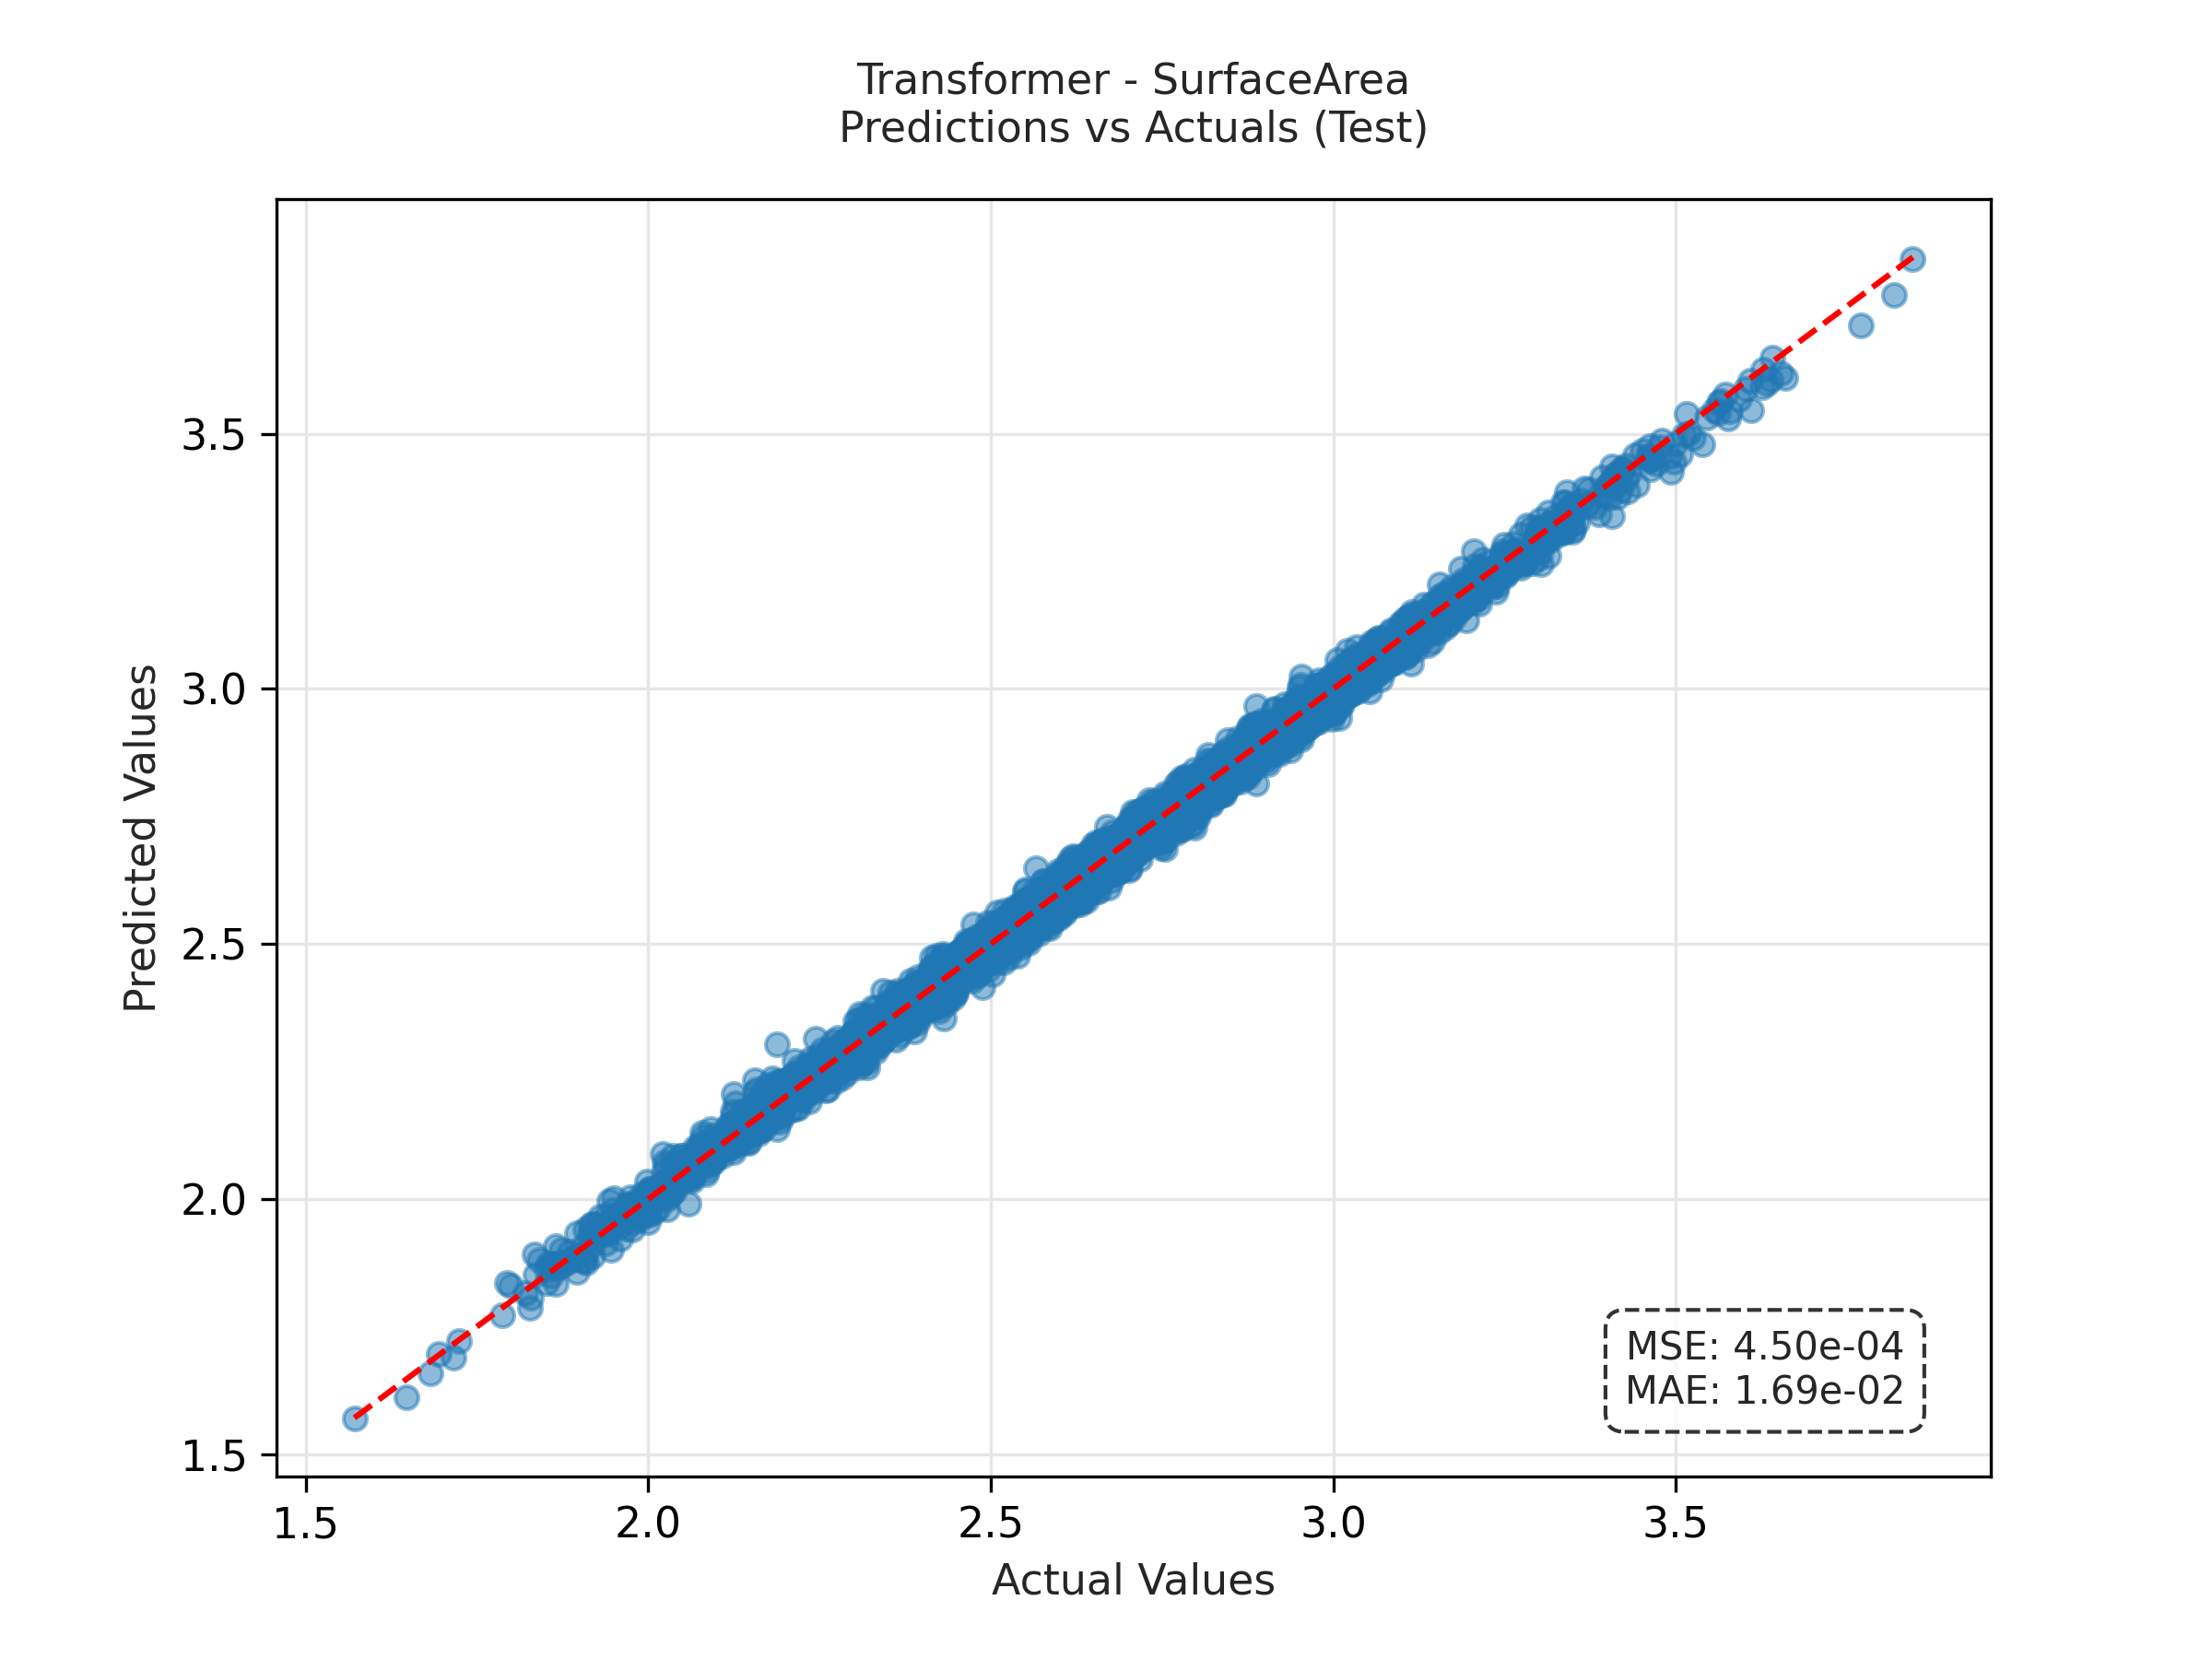 Transformer - SurfaceArea
Predictions vs Actuals (Test)
Predicted Values
3.5
3.0
2.5
2.0
1.5
1.5
2.0
2.5
3.0
3.5
Actual Values
MSE: 4.50e-04
MAE: 1.69e-02